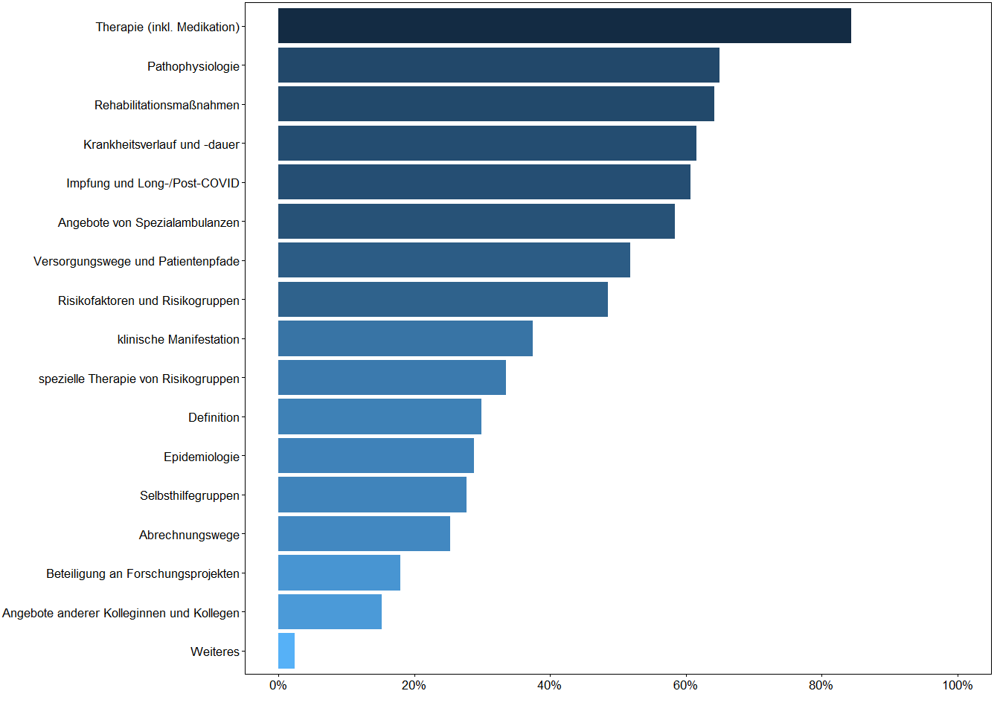 Therapie (inkl. Medikation)
Pathophysiologie
Rehabilitationsmaßnahmen
Krankheitsverlauf und -dauer
Impfung und Long-/Post-COVID
Angebote von Spezialambulanzen
Versorgungswege und Patientenpfade
Risikofaktoren und Risikogruppen
klinische Manifestation
spezielle Therapie von Risikogruppen
Definition
Epidemiologie
Selbsthilfegruppen
Abrechnungswege
Beteiligung an Forschungsprojekten
Angebote anderer Kolleginnen und Kollegen
Weiteres
0% 20% 40% 60% 80% 100%